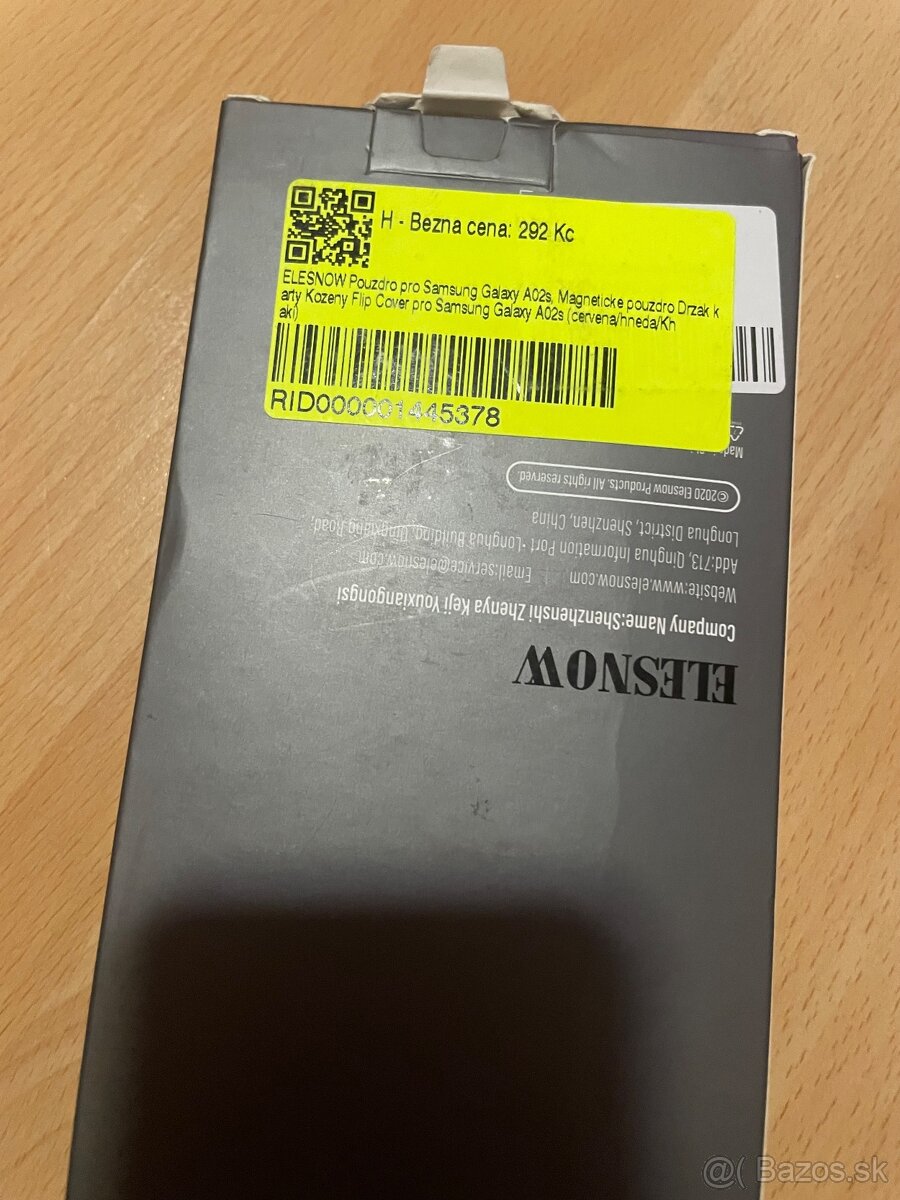 H - Bezna cena: 292 Kc
ELESNOW Pouzdro pro Samsung Galaxy A02s, Magneticke pouzdro Drzak k
arty Kozeny Flip Cover pro Samsung Galaxy A02s (cervena/hneda/Kh
aki)
RID000001445378
ELESNOW
Company Name:Shenzhenshi Zhenya Keji Youxiangongsi
Website:www.elesnow.com Email:service@elesnow.com
Add:713, Qinghua Information Port·Longhua Building, Qingxiang Road,
Longhua District, Shenzhen, China
©2020 Elesnow Products. All rights reserved.
@( Bazos.sk